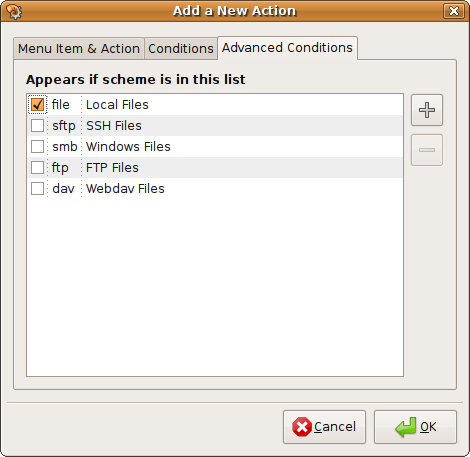 Add a New Action
Menu Item & Action Conditions Advanced Conditions
Appears if scheme is in this list
file Local Files
sftp SSH Files
smb Windows Files
ftp FTP Files
dav Webdav Files
Cancel OK